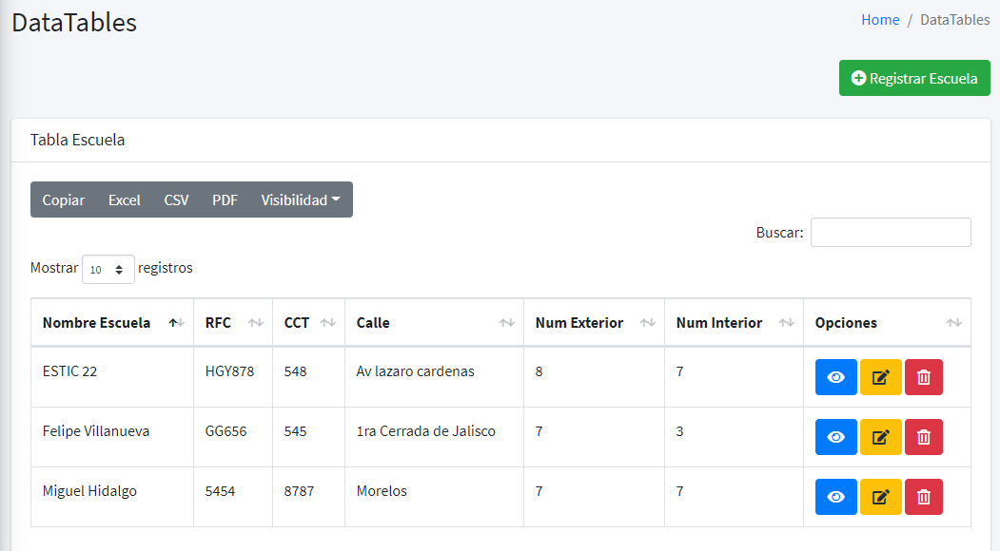 DataTables
Home / DataTables
Registrar Escuela
Tabla Escuela
Copiar Excel CSV PDF Visibilidad
Buscar:
Mostrar 10 registros
Nombre Escuela RFC CCT Calle Num Exterior Num Interior Opciones
ESTIC 22 HGY878 548 Av lazaro cardenas 8 7
Felipe Villanueva GG656 545 1ra Cerrada de Jalisco 7 3
Miguel Hidalgo 5454 8787 Morelos 7 7